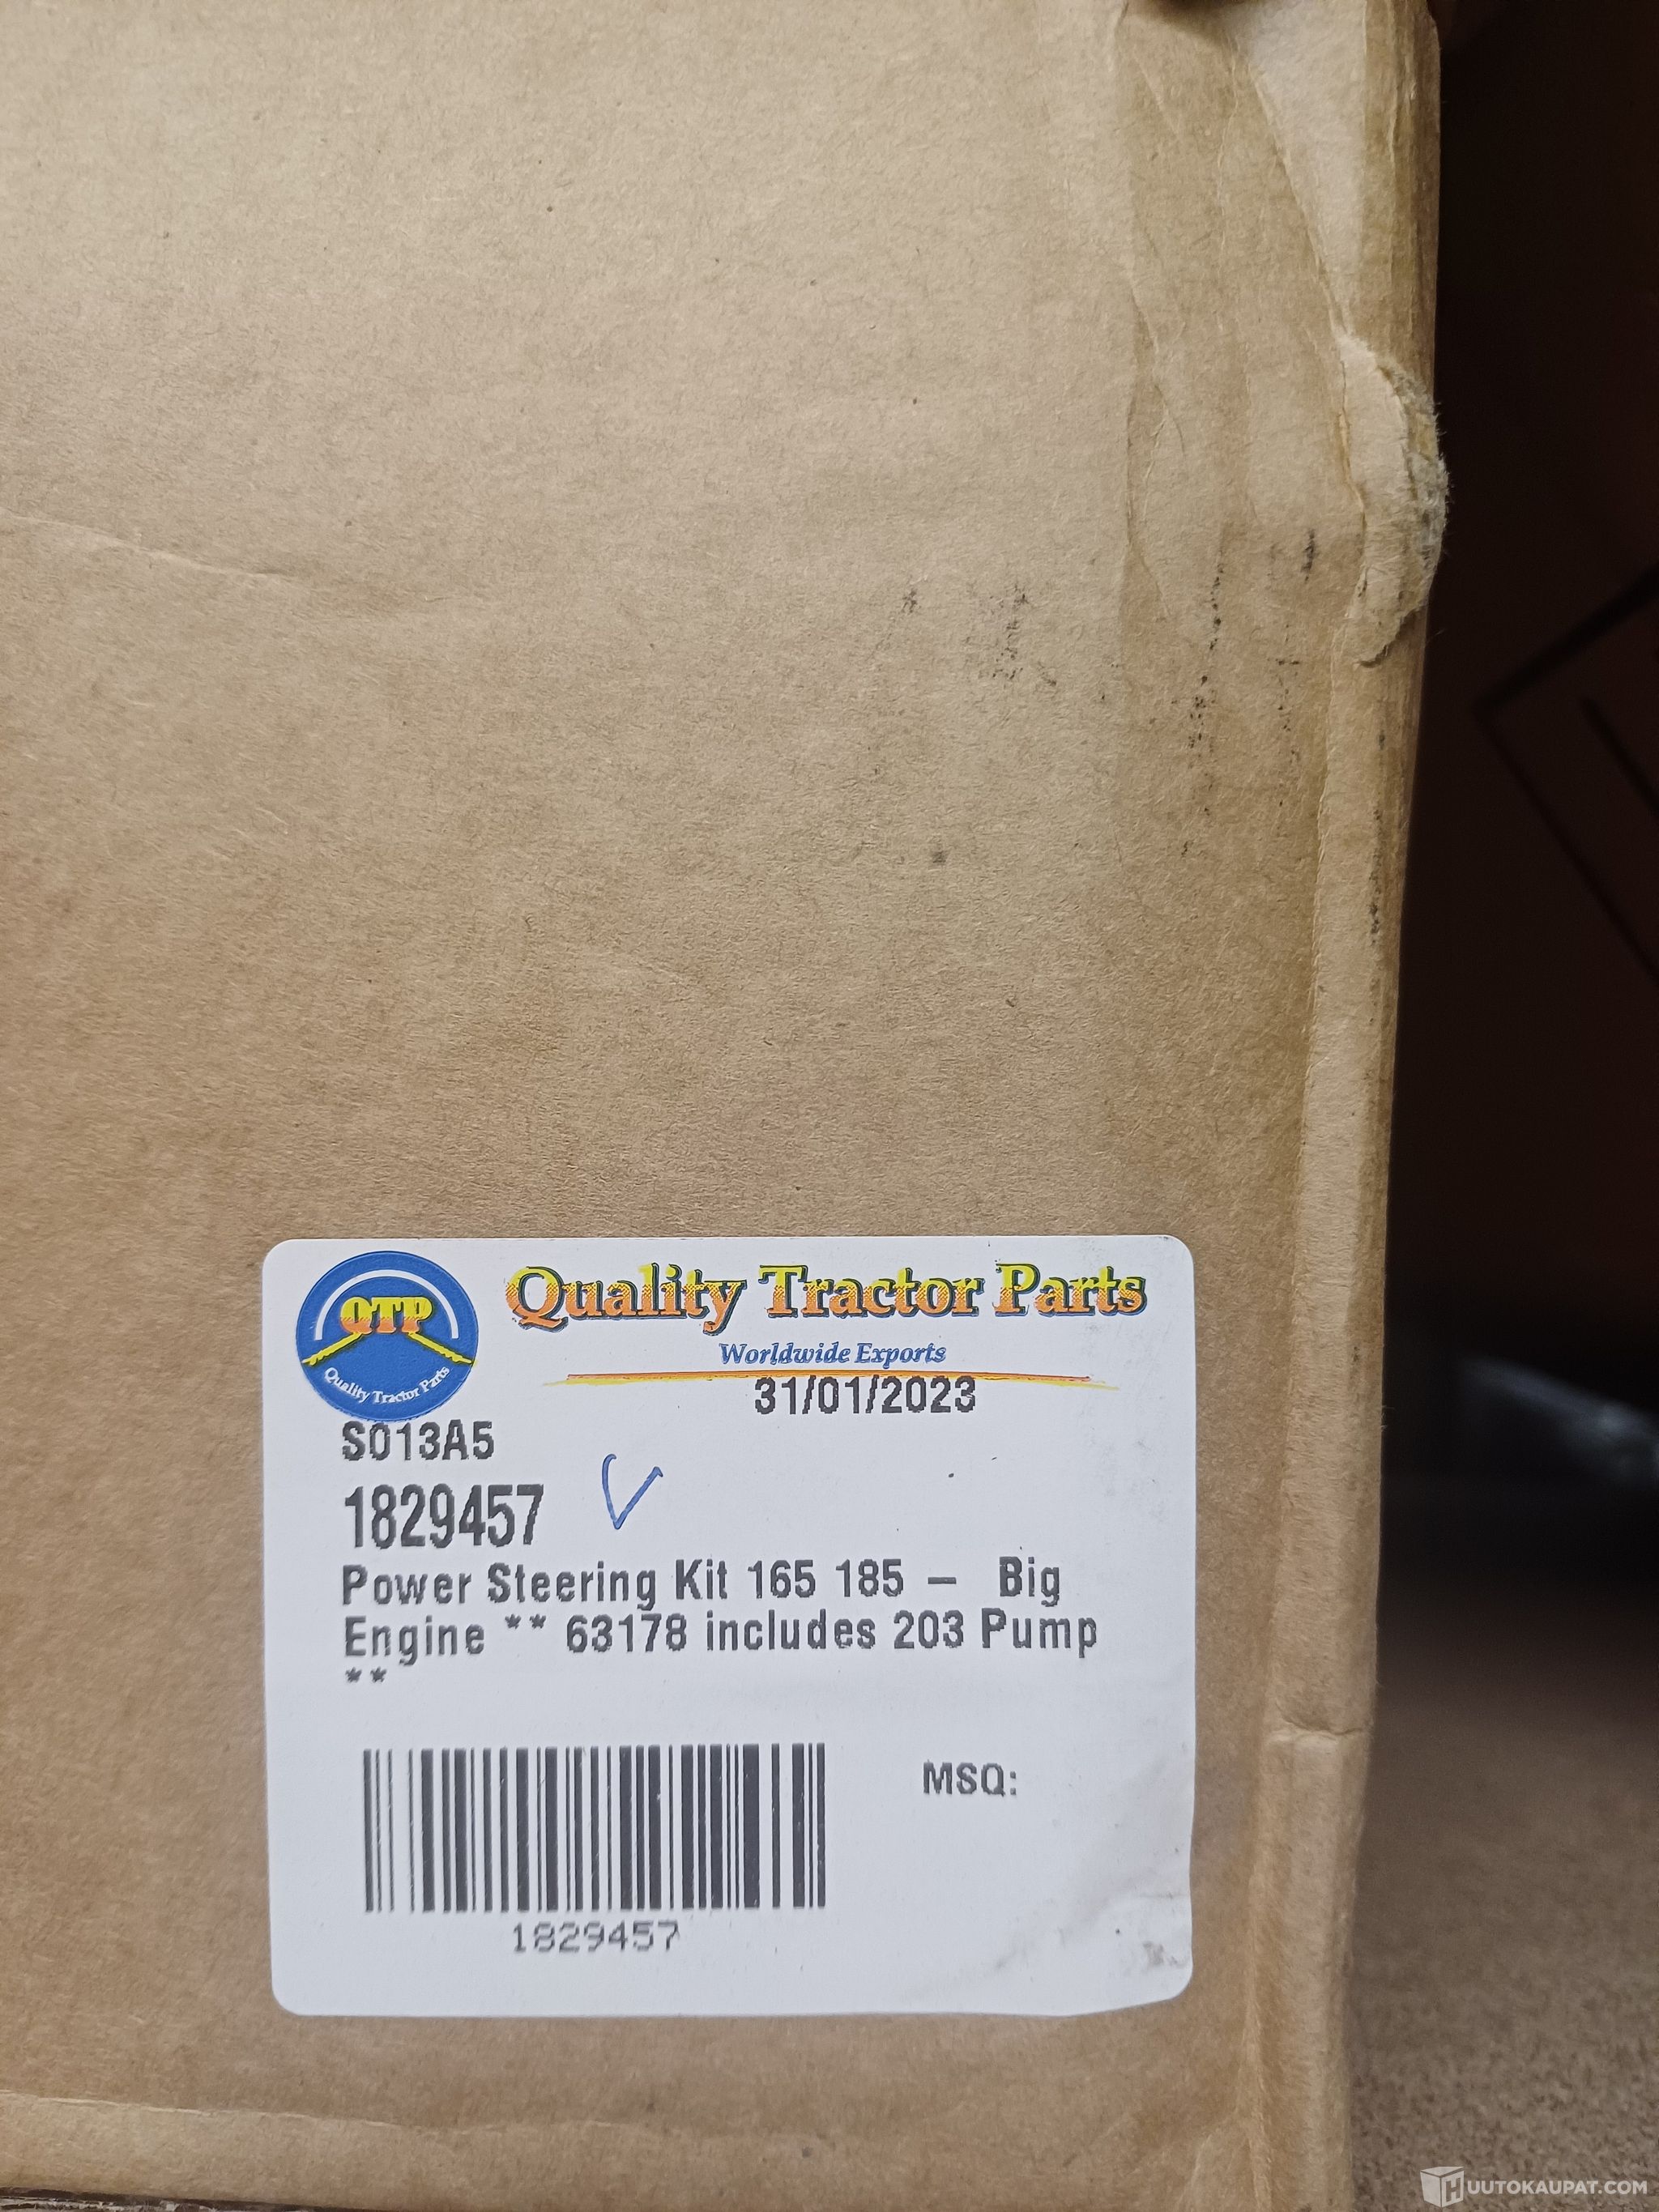 QTP
Quality Tractor Parts
Quality Tractor Parts
Worldwide Exports
31/01/2023
S013A5
1829457
Power Steering Kit 165 185 – Big
Engine ** 63178 includes 203 Pump
**
MSQ:
1829457
HUUTOKAUPAT.COM